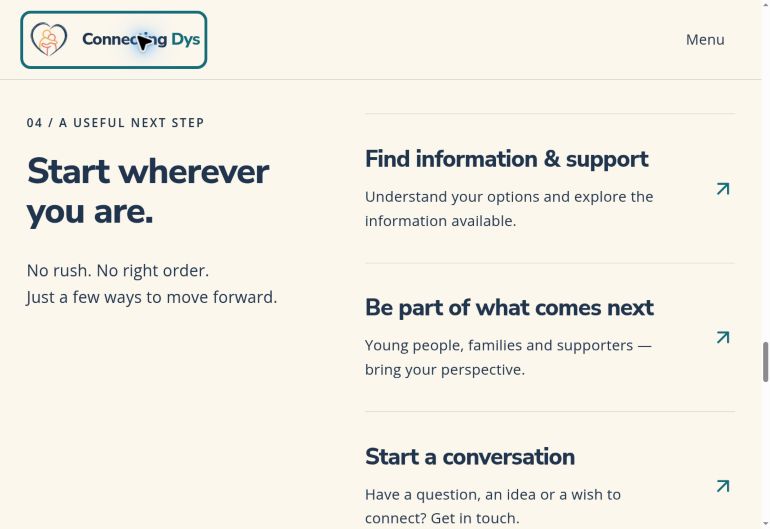 Connecting Dys
Menu
04 / A USEFUL NEXT STEP
Start wherever
you are.
No rush. No right order.
Just a few ways to move forward.
Find information & support
Understand your options and explore the
information available.
Be part of what comes next
Young people, families and supporters —
bring your perspective.
Start a conversation
Have a question, an idea or a wish to
connect? Get in touch.